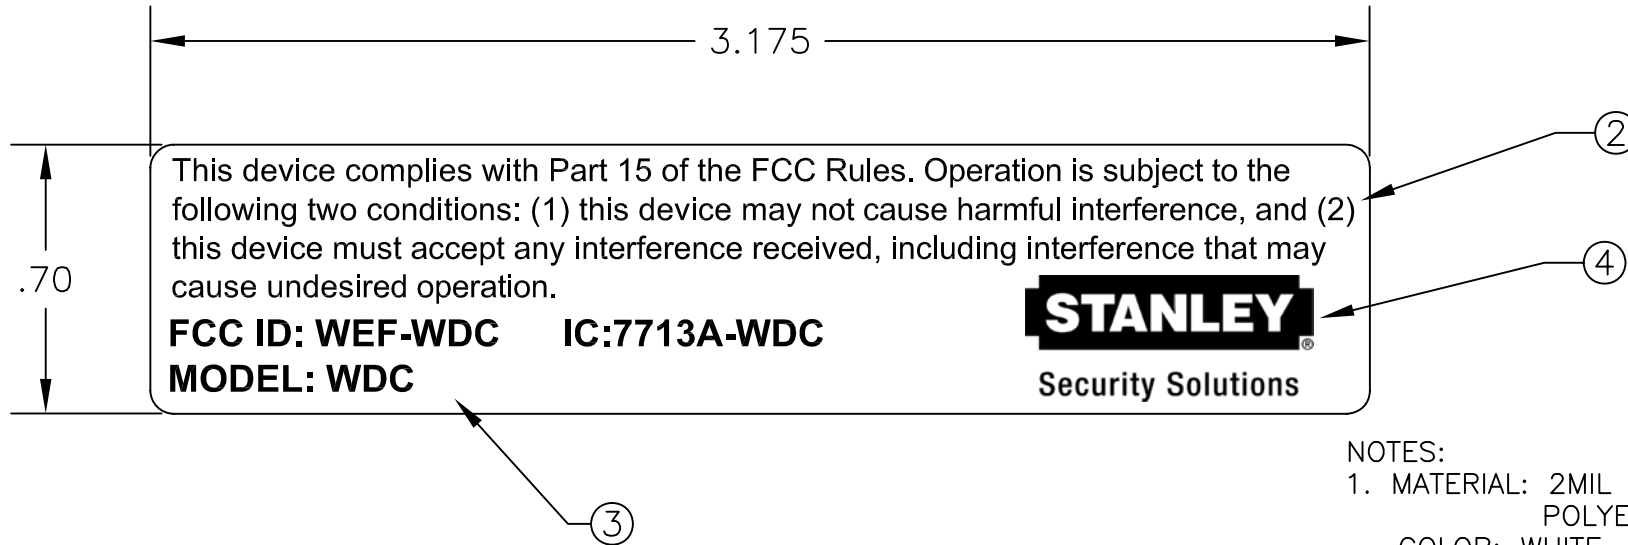 3.175
2
This device complies with Part 15 of the FCC Rules. Operation is subject to the
following two conditions: (1) this device may not cause harmful interference, and (2)
this device must accept any interference received, including interference that may
cause undesired operation.
.70
4
STANLEY
®
FCC ID: WEF-WDC IC:7713A-WDC
MODEL: WDC
Security Solutions
3
NOTES:
1. MATERIAL: 2MIL
POLYE
COLOR: WHITE